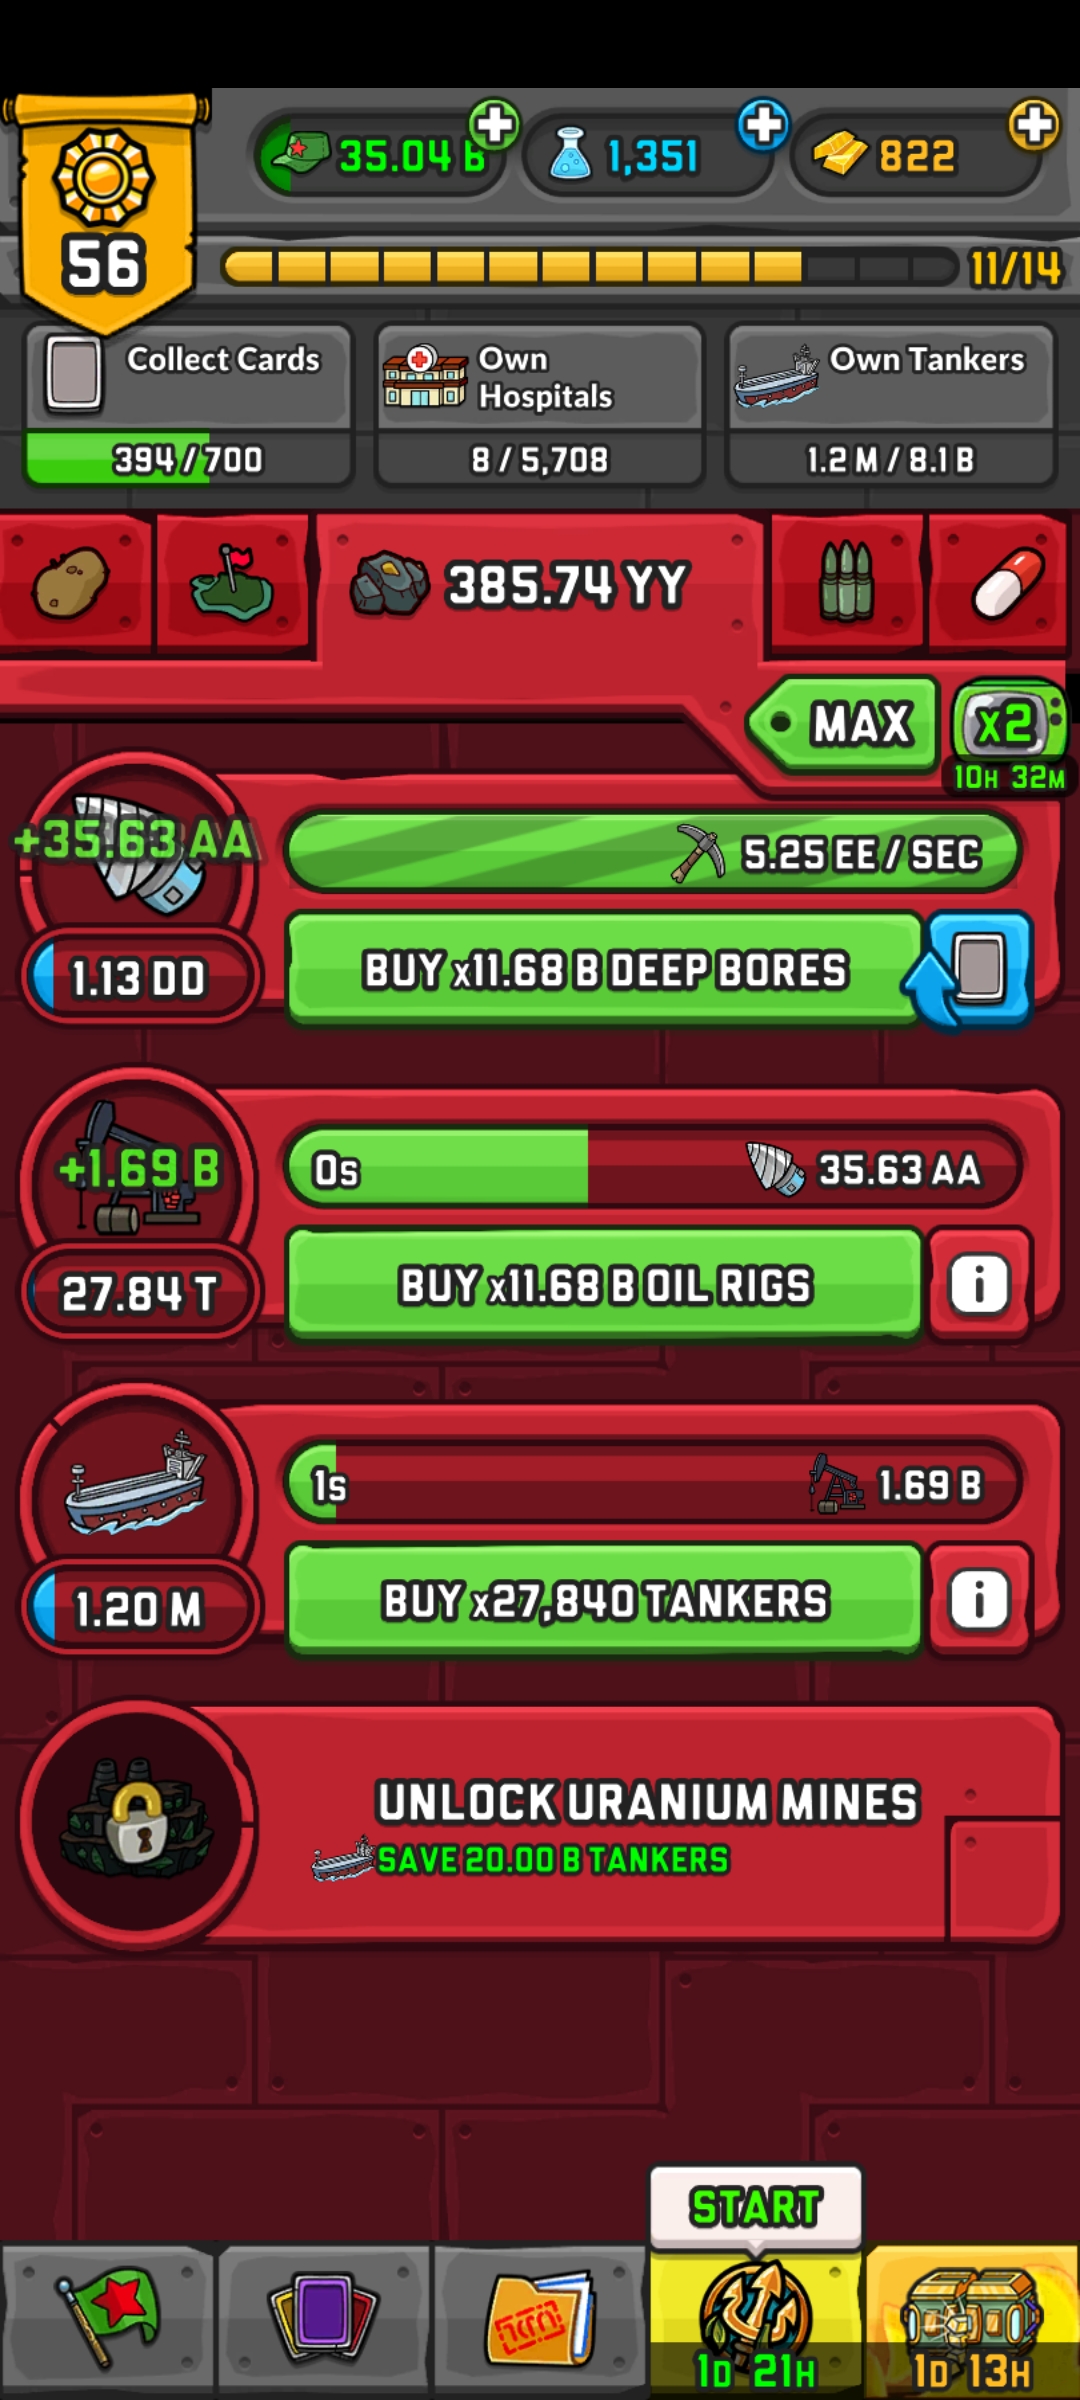 35.04 B
1,351
822
56
11/14
Collect Cards
394 / 700
Own
Hospitals
8 / 5,708
Own Tankers
1.2 M / 8.1 B
385.74 YY
MAX
x2
10H 32M
+35.63 AA
5.25 EE / SEC
1.13 DD
BUY x11.68 B DEEP BORES
+1.69 B
0s
35.63 AA
27.84 T
BUY x11.68 B OIL RIGS
i
1s
1.69 B
1.20 M
BUY x27,840 TANKERS
i
UNLOCK URANIUM MINES
SAVE 20.00 B TANKERS
START
1D 21H
1D 13H